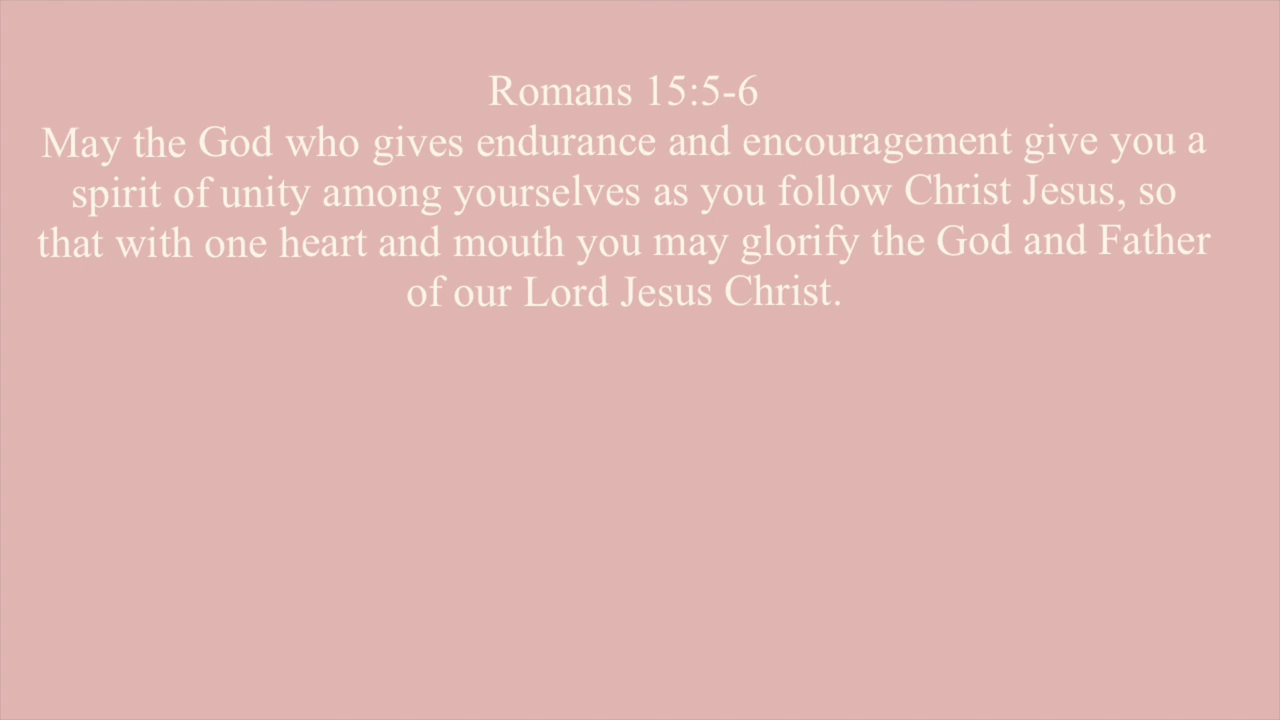 Romans 15:5-6
May the God who gives endurance and encouragement give you a
spirit of unity among yourselves as you follow Christ Jesus, so
that with one heart and mouth you may glorify the God and Father
of our Lord Jesus Christ.